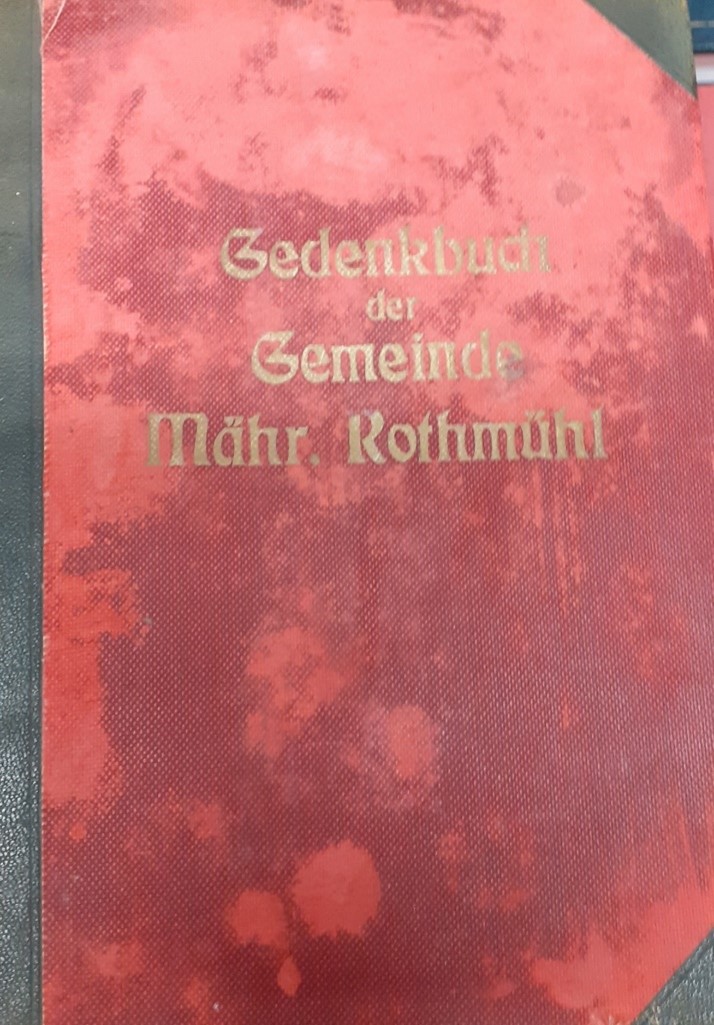 Gedenkbuch
der
Gemeinde
Mähr. Rothmühl